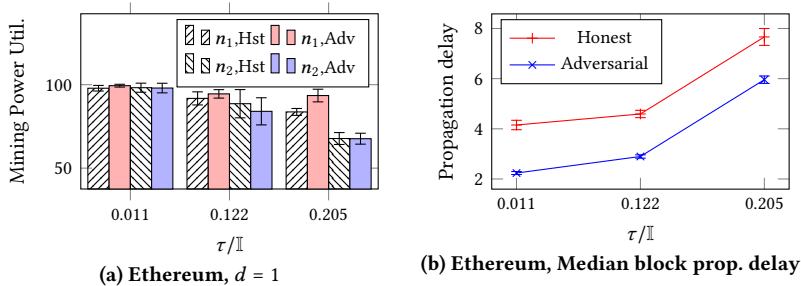 Mining Power Util.
100
50
n₁,Hst n₁,Adv
n₂,Hst n₂,Adv
0.011 0.122 0.205
τ/𝕀
(a) Ethereum, d = 1
Propagation delay
8
6
4
2
Honest
Adversarial
0.011 0.122 0.205
τ/𝕀
(b) Ethereum, Median block prop. delay